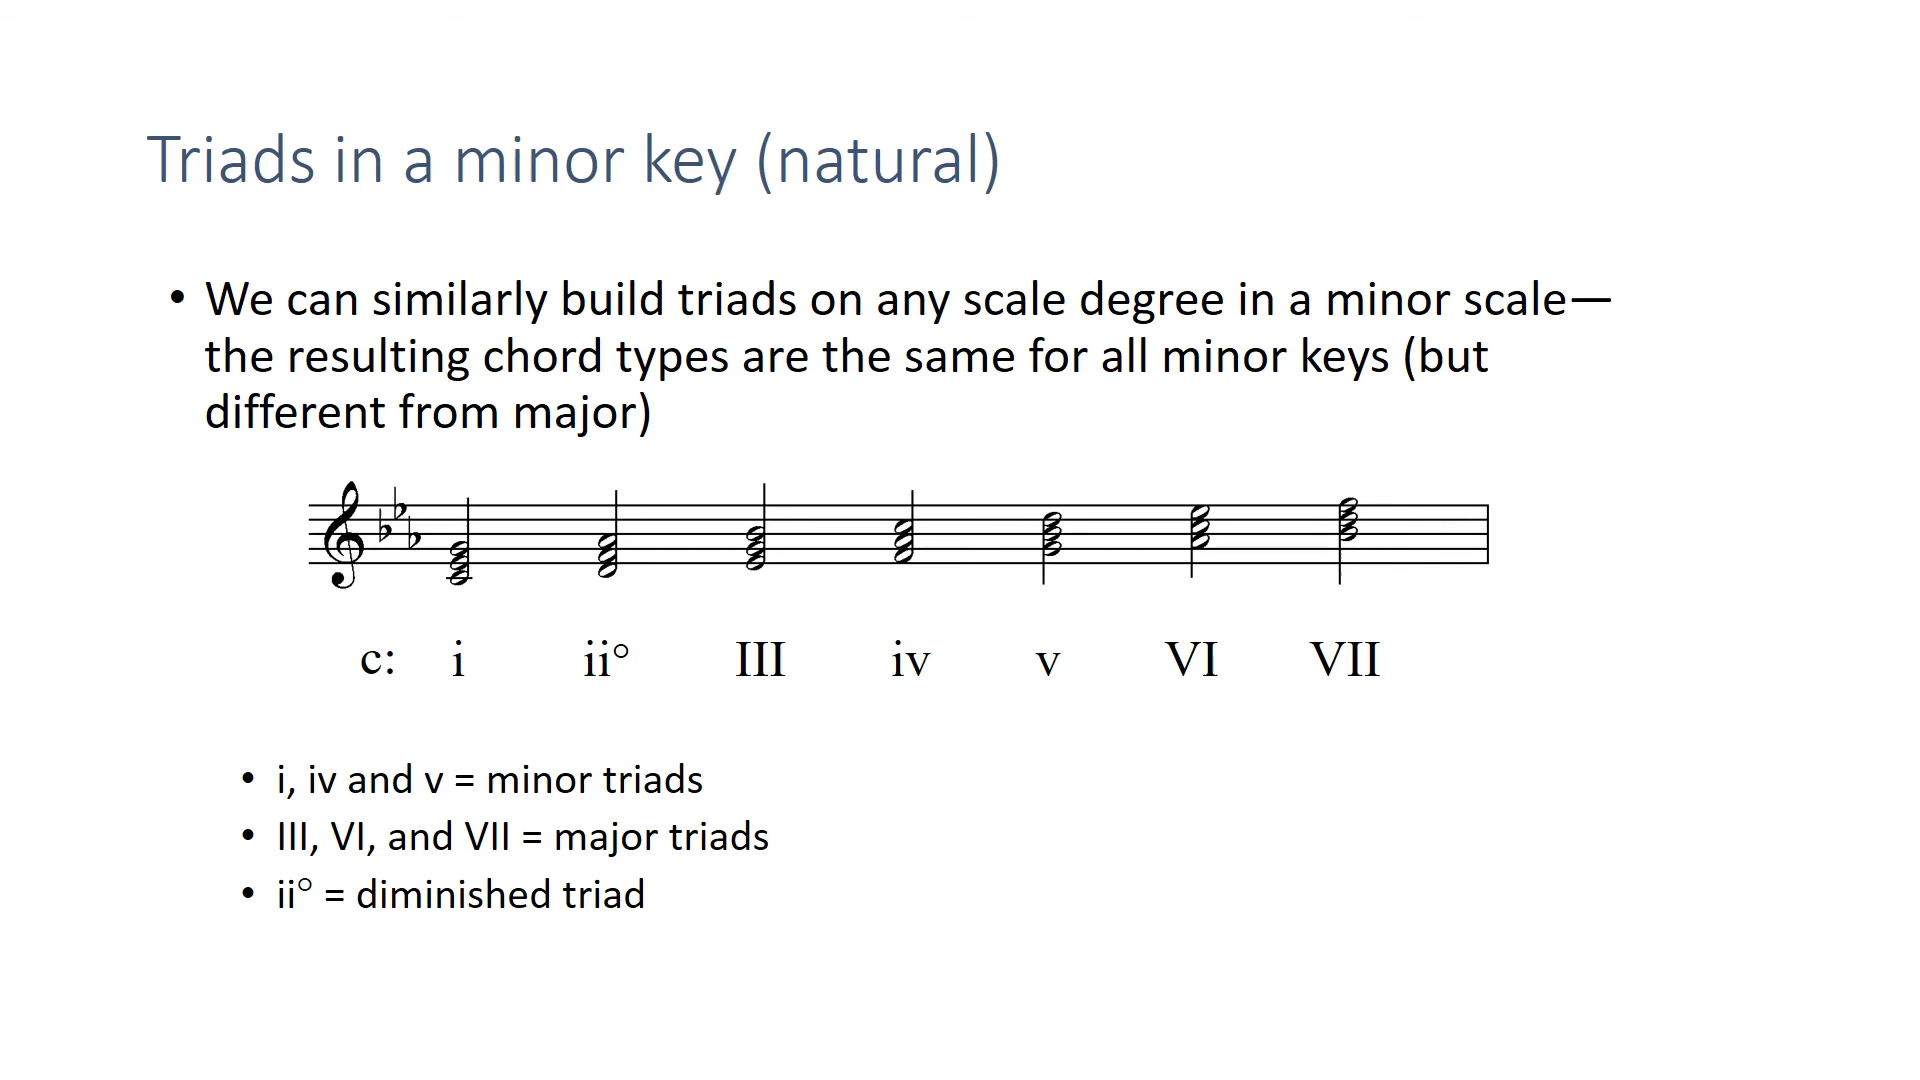 Triads in a minor key (natural)
• We can similarly build triads on any scale degree in a minor scale—
the resulting chord types are the same for all minor keys (but
different from major)
c: i ii° III iv v VI VII
• i, iv and v = minor triads
• III, VI, and VII = major triads
• ii° = diminished triad